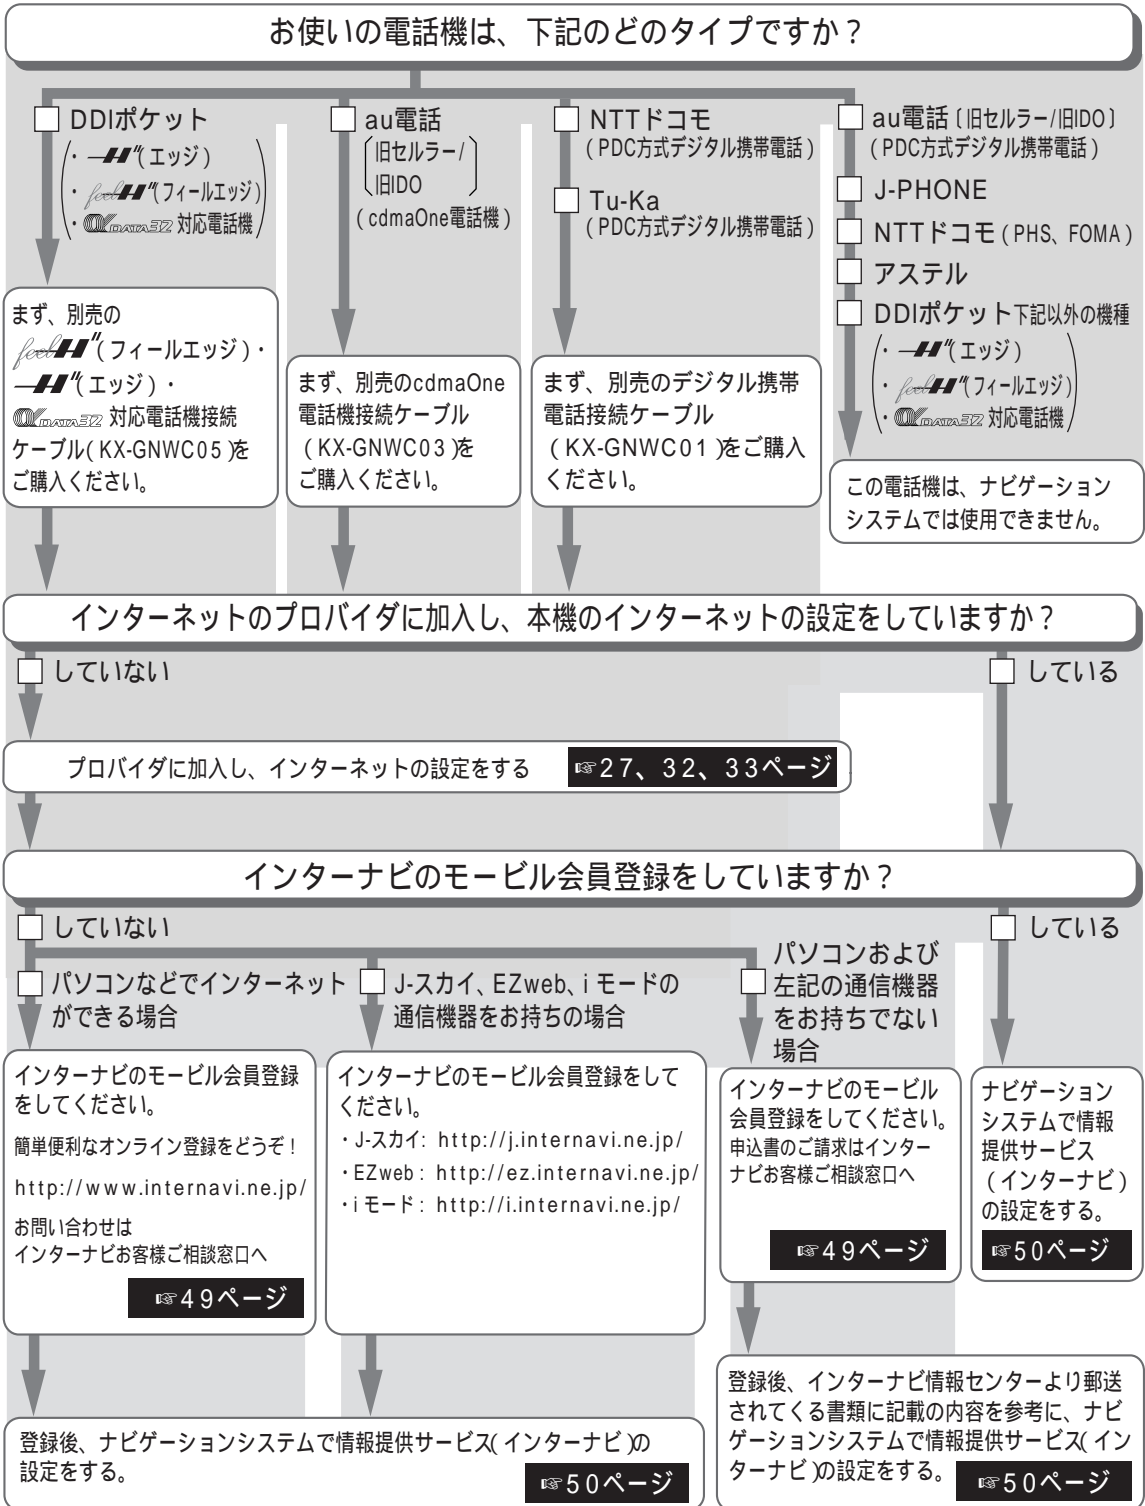 お使いの電話機は、下記のどのタイプですか？
□ DDIポケット
・H"(エッジ)
・feelH"(フィールエッジ)
・αDATA32 対応電話機
□ au電話
〔旧セルラー/
旧IDO〕
(cdmaOne電話機)
□ NTTドコモ
(PDC方式デジタル携帯電話)
□ Tu-Ka
(PDC方式デジタル携帯電話)
□ au電話〔旧セルラー/旧IDO〕
(PDC方式デジタル携帯電話)
□ J-PHONE
□ NTTドコモ(PHS、FOMA)
□ アステル
□ DDIポケット下記以外の機種
・H"(エッジ)
・feelH"(フィールエッジ)
・αDATA32 対応電話機
まず、別売の
feelH"(フィールエッジ)・
H"(エッジ)・
αDATA32 対応電話機接続
ケーブル(KX-GNWC05)を
ご購入ください。
まず、別売のcdmaOne
電話機接続ケーブル
(KX-GNWC03)を
ご購入ください。
まず、別売のデジタル携帯
電話接続ケーブル
(KX-GNWC01)をご購入
ください。
この電話機は、ナビゲーション
システムでは使用できません。
インターネットのプロバイダに加入し、本機のインターネットの設定をしていますか？
□ していない
□ している
プロバイダに加入し、インターネットの設定をする ☞27、32、33ページ
インターナビのモービル会員登録をしていますか？
□ していない
□ している
□ パソコンなどでインターネット
ができる場合
□ J-スカイ、EZweb、iモードの
通信機器をお持ちの場合
□ パソコンおよび
左記の通信機器
をお持ちでない
場合
インターナビのモービル会員登録
をしてください。
簡単便利なオンライン登録をどうぞ！
http://www.internavi.ne.jp/
お問い合わせは
インターナビお客様ご相談窓口へ
☞49ページ
インターナビのモービル会員登録をして
ください。
・J-スカイ: http://j.internavi.ne.jp/
・EZweb: http://ez.internavi.ne.jp/
・iモード: http://i.internavi.ne.jp/
インターナビのモービル
会員登録をしてください。
申込書のご請求はインター
ナビお客様ご相談窓口へ
☞49ページ
ナビゲーション
システムで情報
提供サービス
(インターナビ)
の設定をする。
☞50ページ
登録後、ナビゲーションシステムで情報提供サービス(インターナビ)の
設定をする。
☞50ページ
登録後、インターナビ情報センターより郵送
されてくる書類に記載の内容を参考に、ナビ
ゲーションシステムで情報提供サービス(イン
ターナビ)の設定をする。 ☞50ページ